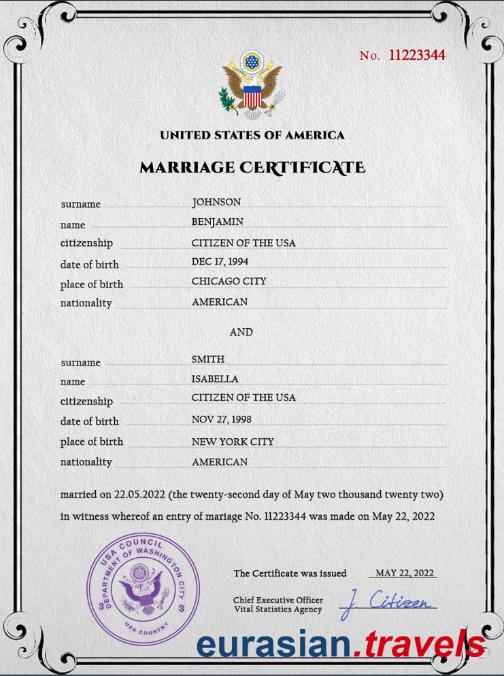 No. 11223344
UNITED STATES OF AMERICA
MARRIAGE CERTIFICATE
surname JOHNSON
name BENJAMIN
citizenship CITIZEN OF THE USA
date of birth DEC 17, 1994
place of birth CHICAGO CITY
nationality AMERICAN
AND
surname SMITH
name ISABELLA
citizenship CITIZEN OF THE USA
date of birth NOV 27, 1998
place of birth NEW YORK CITY
nationality AMERICAN
married on 22.05.2022 (the twenty-second day of May two thousand twenty two)
in witness whereof an entry of mariage No. 11223344 was made on May 22, 2022
USA COUNCIL
DEPARTMENT OF WASHINGTON CITY
USA COUNTRY
The Certificate was issued MAY 22, 2022
Chief Executive Officer
Vital Statistics Agency
J Citizen
eurasian.travels